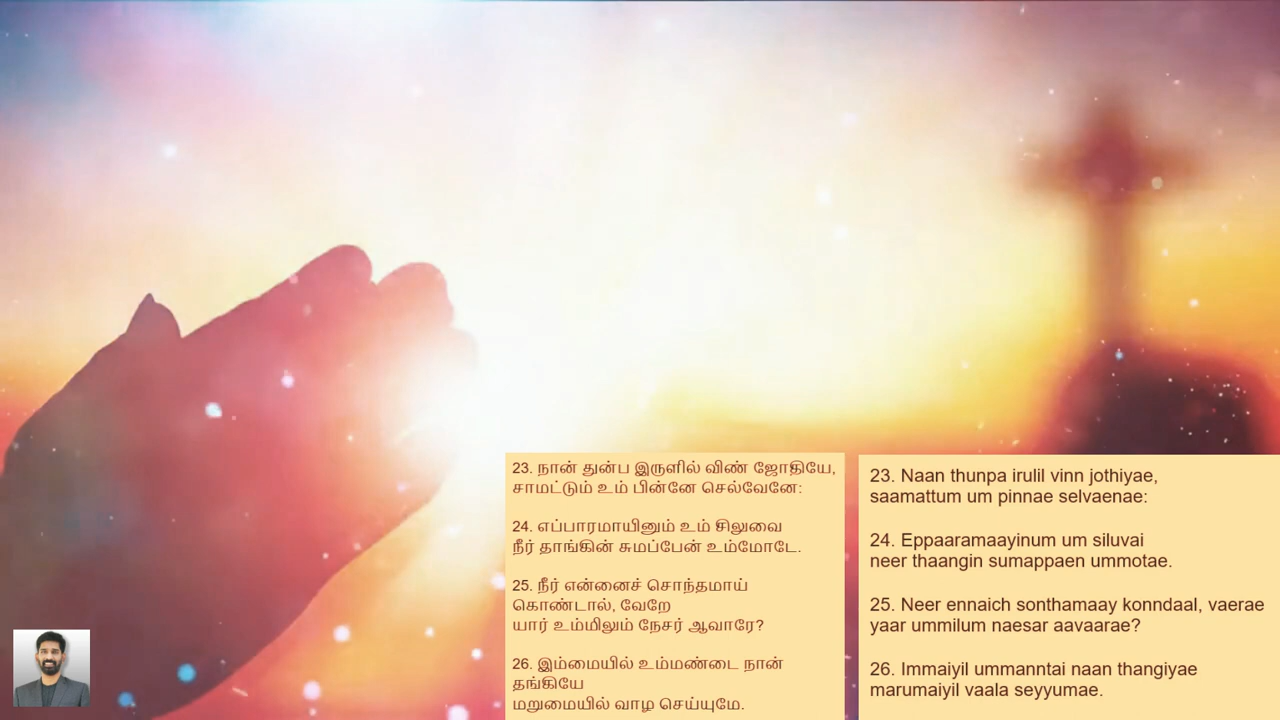 23. நான் துன்ப இருளில் விண் ஜோதியே,
சாமட்டும் உம் பின்னே செல்வேனே:
24. எப்பாரமாயினும் உம் சிலுவை
நீர் தாங்கின் சுமப்பேன் உம்மோடே.
25. நீர் என்னைச் சொந்தமாய்
கொண்டால், வேறே
யார் உம்மிலும் நேசர் ஆவாரே?
26. இம்மையில் உம்மண்டை நான்
தங்கியே
மறுமையில் வாழ செய்யுமே.
23. Naan thunpa irulil vinn jothiyae,
saamattum um pinnae selvaenae:
24. Eppaaramaayinum um siluvai
neer thaangin sumappaen ummotae.
25. Neer ennaich sonthamaay konndaal, vaerae
yaar ummilum naesar aavaarae?
26. Immaiyil ummanntai naan thangiyae
marumaiyil vaala seyyumae.